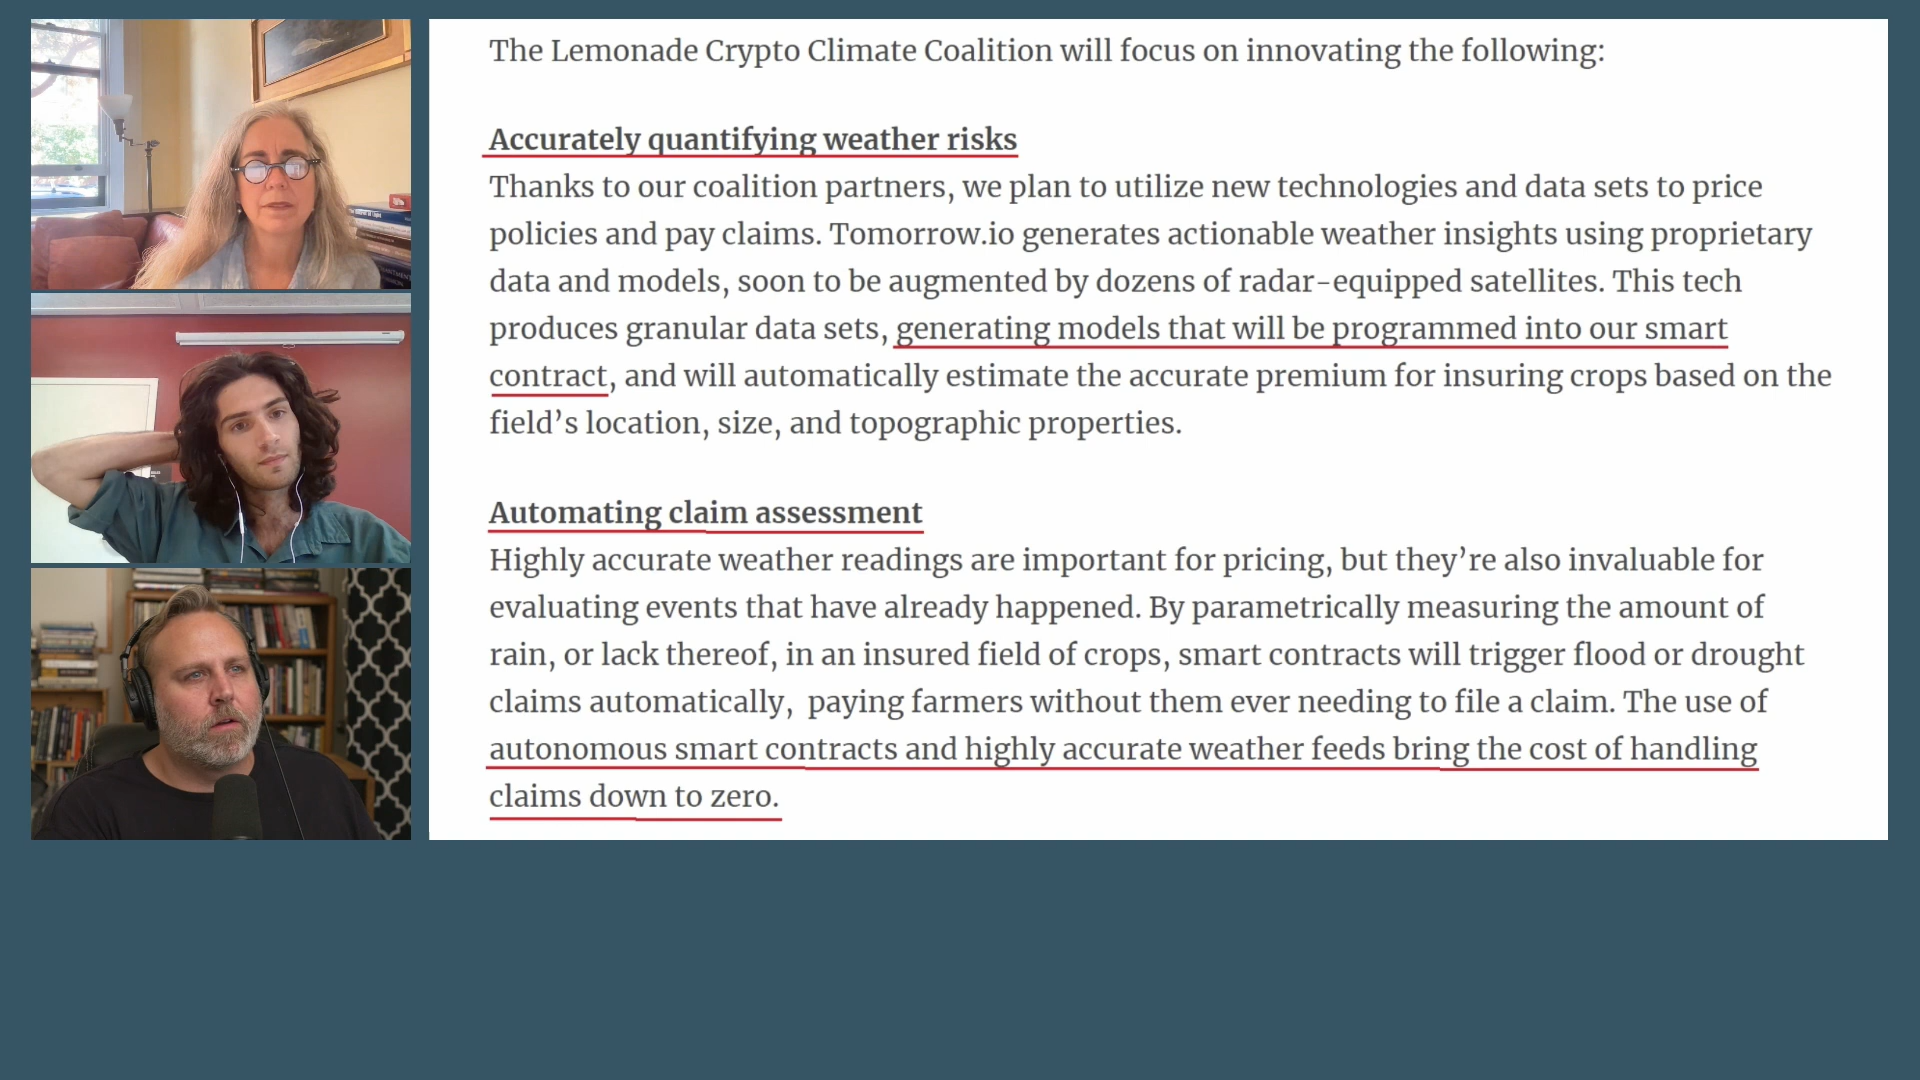 The Lemonade Crypto Climate Coalition will focus on innovating the following:
Accurately quantifying weather risks
Thanks to our coalition partners, we plan to utilize new technologies and data sets to price
policies and pay claims. Tomorrow.io generates actionable weather insights using proprietary
data and models, soon to be augmented by dozens of radar-equipped satellites. This tech
produces granular data sets, generating models that will be programmed into our smart
contract, and will automatically estimate the accurate premium for insuring crops based on the
field’s location, size, and topographic properties.
Automating claim assessment
Highly accurate weather readings are important for pricing, but they’re also invaluable for
evaluating events that have already happened. By parametrically measuring the amount of
rain, or lack thereof, in an insured field of crops, smart contracts will trigger flood or drought
claims automatically,  paying farmers without them ever needing to file a claim. The use of
autonomous smart contracts and highly accurate weather feeds bring the cost of handling
claims down to zero.